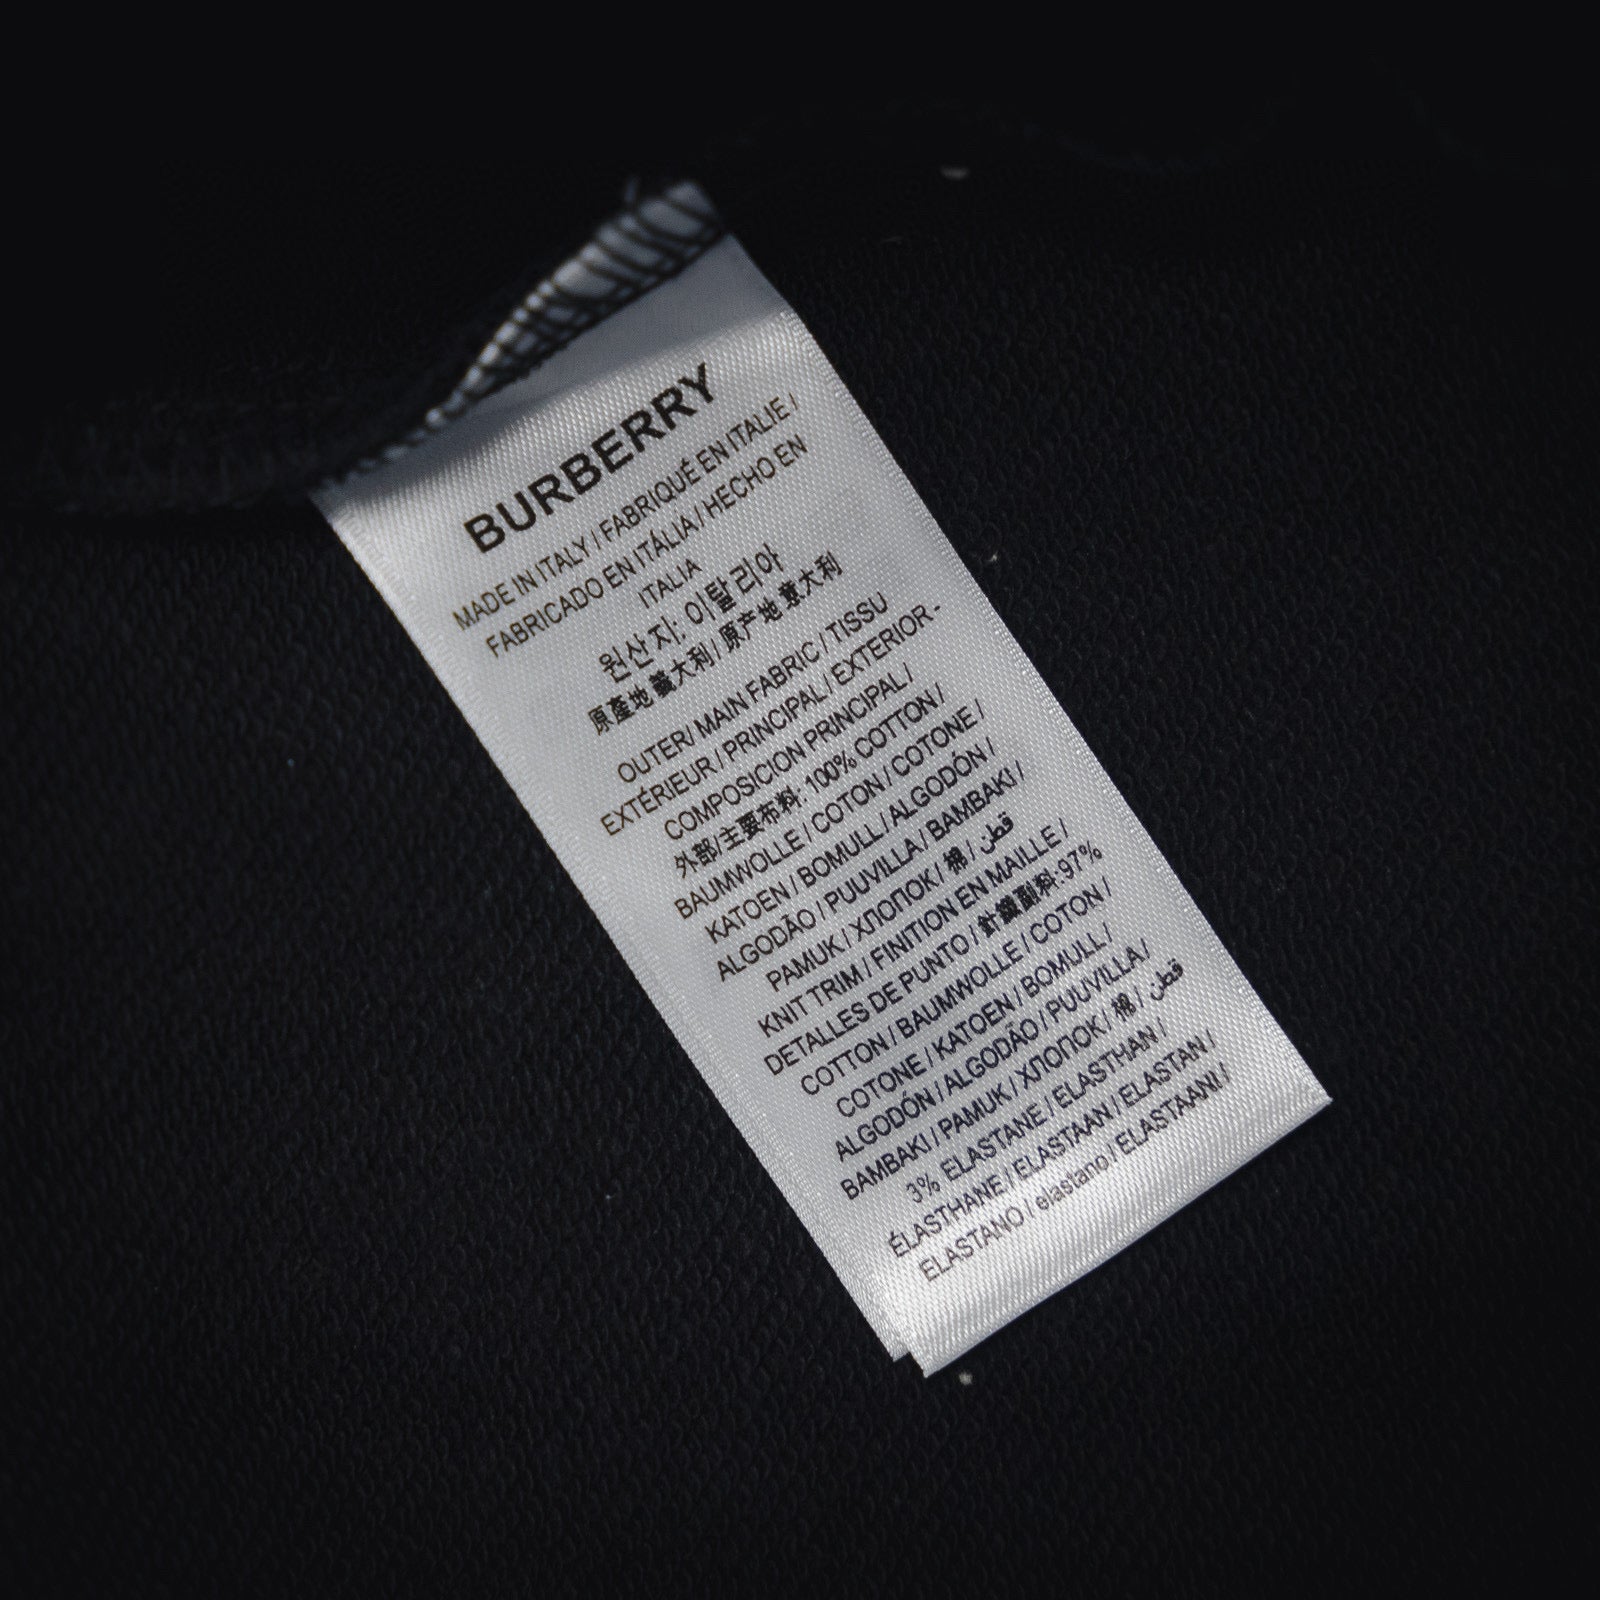 BURBERRY
MADE IN ITALY / FABRIQUÉ EN ITALIE /
FABRICADO EN ITÁLIA / HECHO EN
ITALIA
원산지: 이탈리아
原產地 義大利 / 原产地 意大利
OUTER/ MAIN FABRIC / TISSU
EXTÉRIEUR / PRINCIPAL / EXTERIOR -
COMPOSICION PRINCIPAL /
外部/主要布料: 100% COTTON /
BAUMWOLLE / COTON / COTONE /
KATOEN / BOMULL / ALGODÓN /
ALGODÃO / PUUVILLA / BAMBAKI /
PAMUK / ХЛОПОК / 棉 / قطن
KNIT TRIM / FINITION EN MAILLE /
DETALLES DE PUNTO / 針織副料:97%
COTTON / BAUMWOLLE / COTON /
COTONE / KATOEN / BOMULL /
ALGODÓN / ALGODÃO / PUUVILLA /
BAMBAKI / PAMUK / ХЛОПОК / 棉 / قطن
3% ELASTANE / ELASTHAN /
ÉLASTHANE / ELASTAAN / ELASTAN /
ELASTANO / elastano / ELASTAANI /